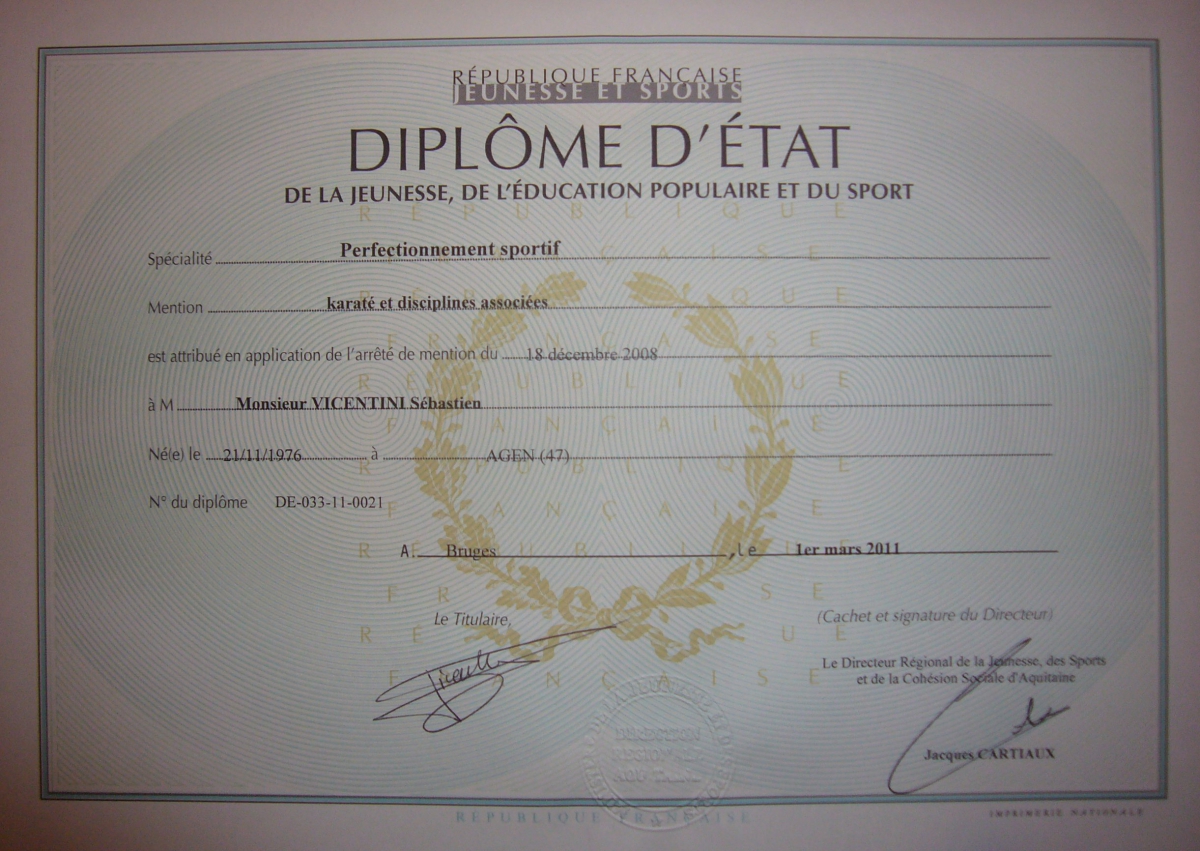 RÉPUBLIQUE FRANÇAISE
JEUNESSE ET SPORTS
DIPLÔME D'ÉTAT
DE LA JEUNESSE, DE L'ÉDUCATION POPULAIRE ET DU SPORT
Spécialité Perfectionnement sportif
Mention karaté et disciplines associées
est attribué en application de l'arrêté de mention du 18 décembre 2008
à M Monsieur VICENTINI Sébastien
Né(e) le 21/11/1976 à AGEN (47)
N° du diplôme DE-033-11-0021
A Bruges , le 1er mars 2011
Le Titulaire,
(Cachet et signature du Directeur)
Le Directeur Régional de la Jeunesse, des Sports
et de la Cohésion Sociale d'Aquitaine
Jacques CARTIAUX
RÉPUBLIQUE FRANÇAISE
IMPRIMERIE NATIONALE